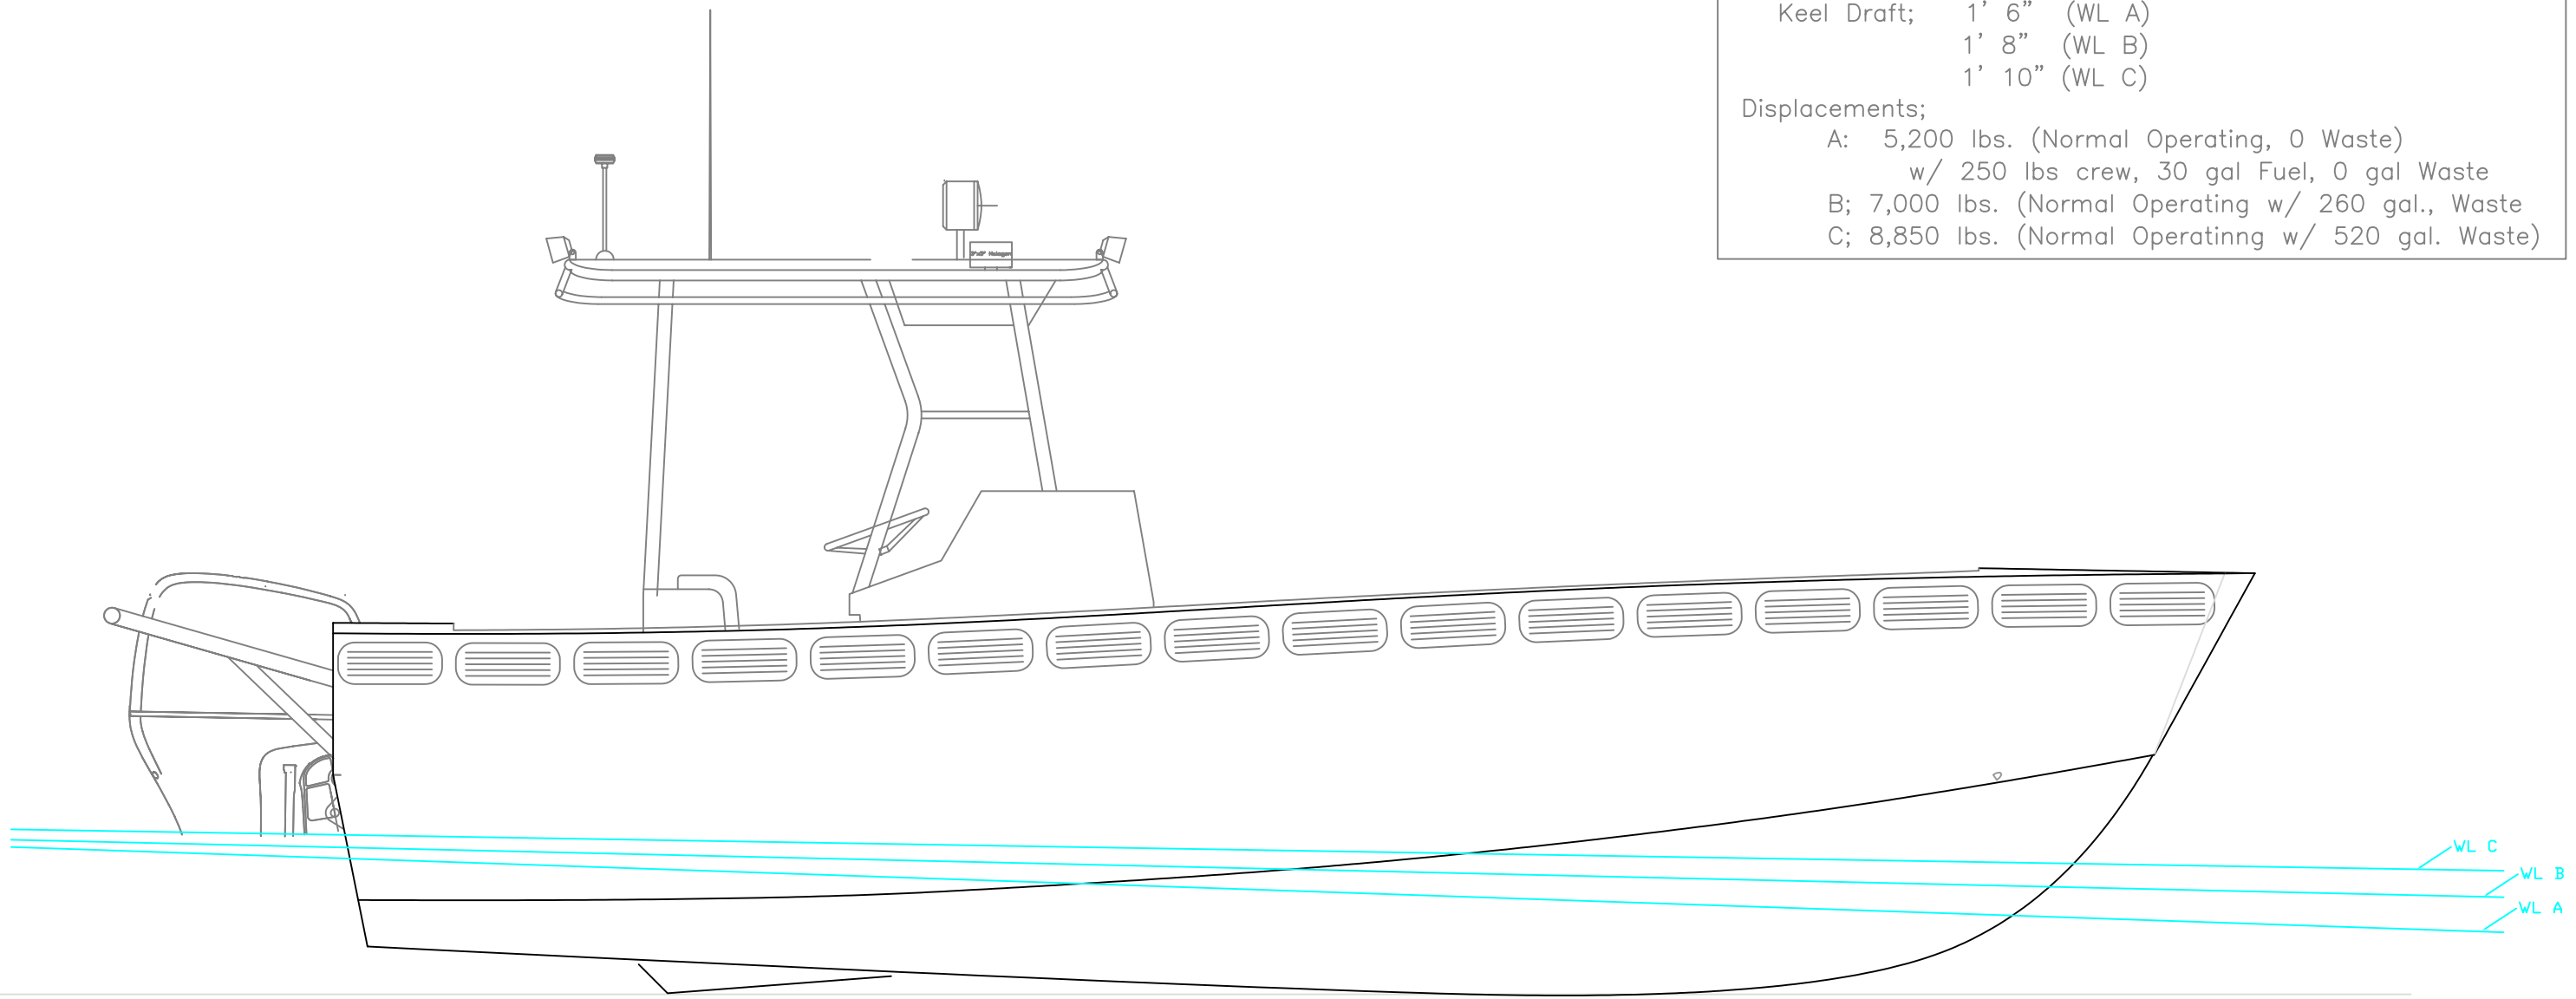 Keel Draft; 1' 6" (WL A)
1' 8" (WL B)
1' 10" (WL C)
Displacements;
A: 5,200 lbs. (Normal Operating, 0 Waste)
w/ 250 lbs crew, 30 gal Fuel, 0 gal Waste
B; 7,000 lbs. (Normal Operating w/ 260 gal., Waste
C; 8,850 lbs. (Normal Operatinng w/ 520 gal. Waste)
Halogen
WL C
WL B
WL A